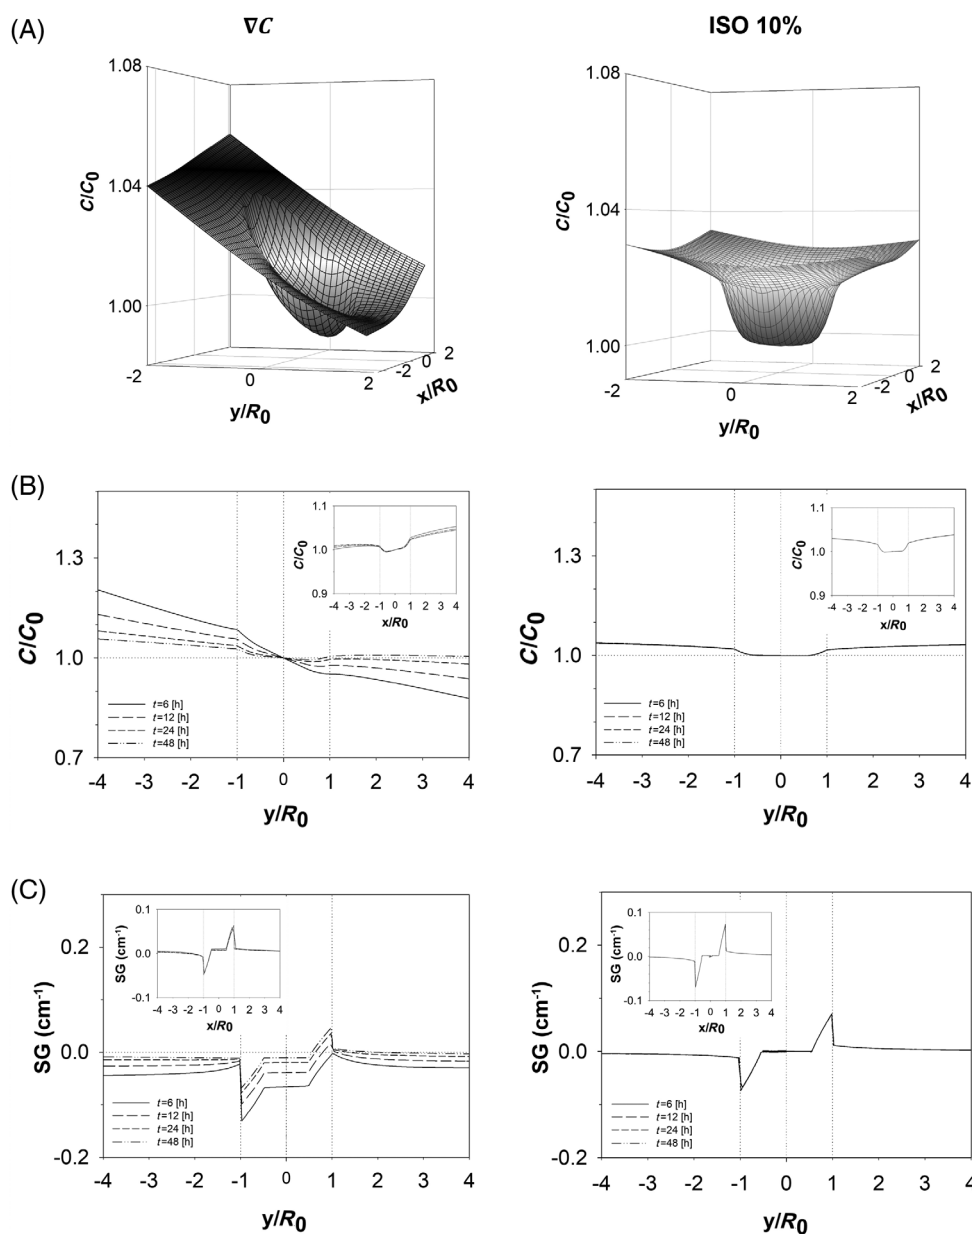 (A)
∇C
ISO 10%
1.08
1.04
1.00
C/C0
-2
0
2
y/R0
-2
0
2
x/R0
1.08
1.04
1.00
C/C0
-2
0
2
y/R0
-2
0
2
x/R0
(B)
1.3
1.0
0.7
C/C0
1.1
1.0
0.9
C/C0
-4 -3 -2 -1 0 1 2 3 4
x/R0
t=6 [h]
t=12 [h]
t=24 [h]
t=48 [h]
-4 -3 -2 -1 0 1 2 3 4
y/R0
1.3
1.0
0.7
C/C0
1.1
1.0
0.9
C/C0
-4 -3 -2 -1 0 1 2 3 4
x/R0
t=6 [h]
t=12 [h]
t=24 [h]
t=48 [h]
-4 -3 -2 -1 0 1 2 3 4
y/R0
(C)
0.2
0.0
-0.2
SG (cm-1)
0.1
0.0
-0.1
SG (cm-1)
-4 -3 -2 -1 0 1 2 3 4
x/R0
t=6 [h]
t=12 [h]
t=24 [h]
t=48 [h]
-4 -3 -2 -1 0 1 2 3 4
y/R0
0.2
0.0
-0.2
SG (cm-1)
0.1
0.0
-0.1
SG (cm-1)
-4 -3 -2 -1 0 1 2 3 4
x/R0
t=6 [h]
t=12 [h]
t=24 [h]
t=48 [h]
-4 -3 -2 -1 0 1 2 3 4
y/R0